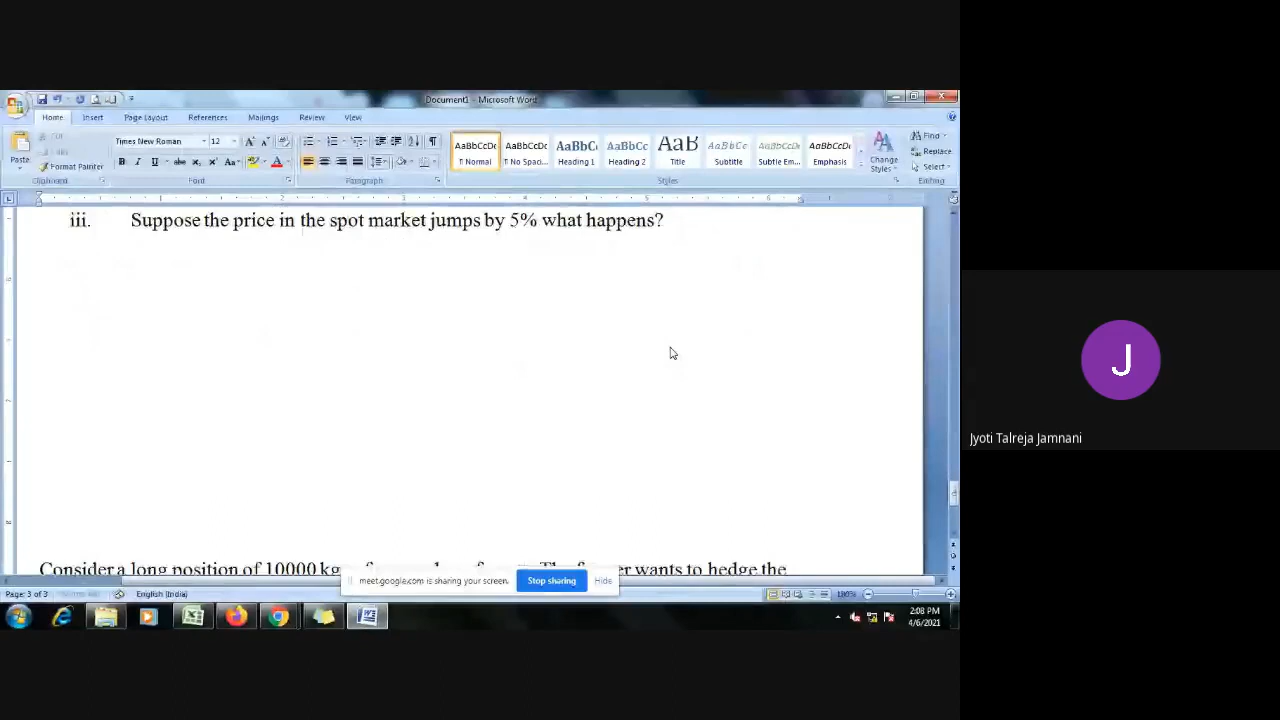 Document1 - Microsoft Word
Home Insert Page Layout References Mailings Review View
Times New Roman 12
Paste
Format Painter
AaBbCcDc AaBbCcDc AaBbC AaBbCc AaB AaBbCc AaBbCcDc AaBbCcDc
¶ Normal ¶ No Spaci... Heading 1 Heading 2 Title Subtitle Subtle Em... Emphasis
Change Styles
Find
Replace
Select
Clipboard Font Paragraph Styles Editing
iii. Suppose the price in the spot market jumps by 5% what happens?
Consider a long position of 10000 wants to hedge the
meet.google.com is sharing your screen. Stop sharing Hide
Page: 3 of 3 English (India) 180%
2:08 PM
4/6/2021
J
Jyoti Talreja Jamnani